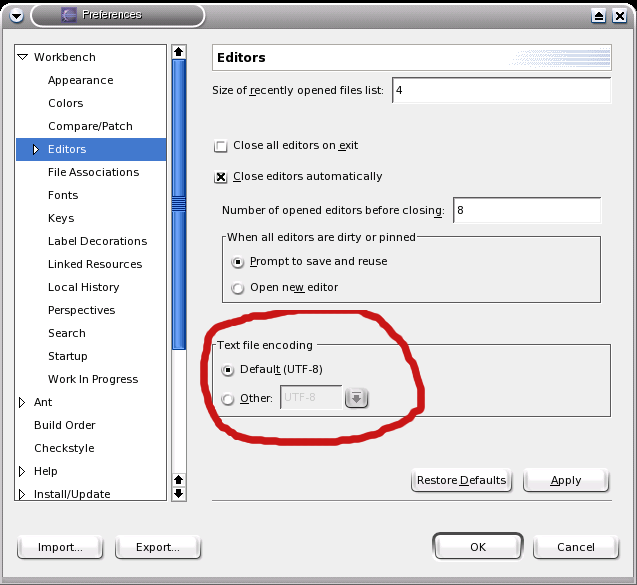 Preferences
Workbench
Appearance
Colors
Compare/Patch
Editors
File Associations
Fonts
Keys
Label Decorations
Linked Resources
Local History
Perspectives
Search
Startup
Work In Progress
Ant
Build Order
Checkstyle
Help
Install/Update
Editors
Size of recently opened files list: 4
Close all editors on exit
Close editors automatically
Number of opened editors before closing: 8
When all editors are dirty or pinned
Prompt to save and reuse
Open new editor
Text file encoding
Default (UTF-8)
Other: UTF-8
Restore Defaults Apply
Import... Export... OK Cancel